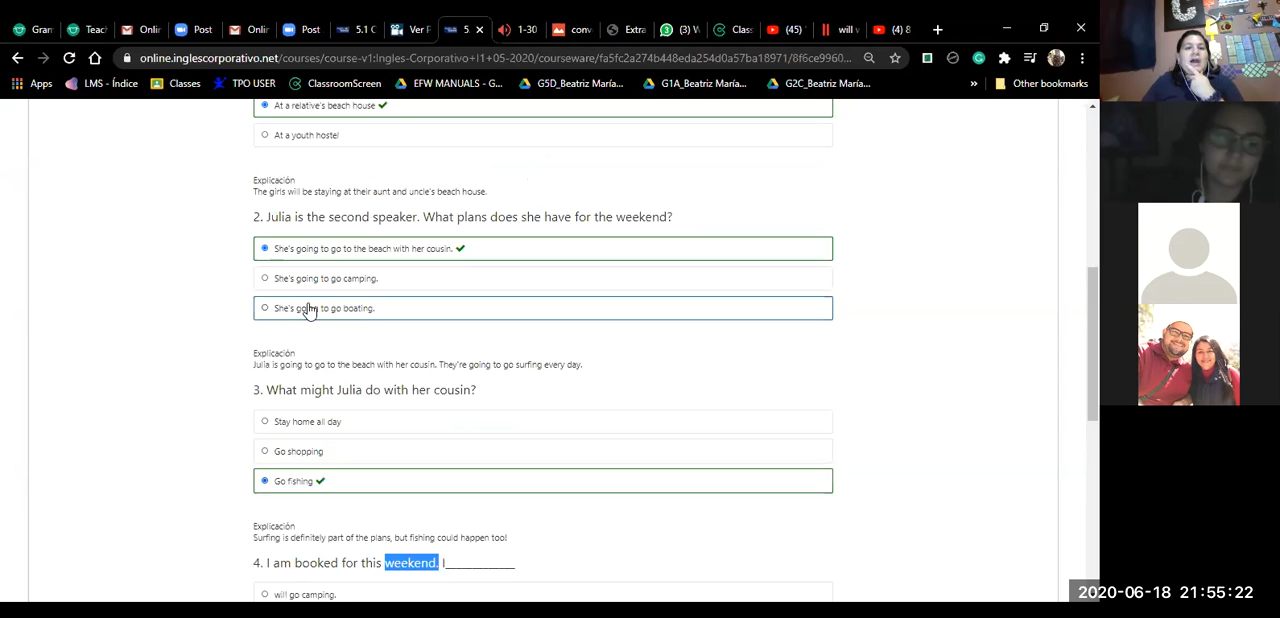 Gran Teac Onlin Onlin Post 5.1 C Ver P 5. 1-30 conv Extra (3) V Class (45) will v (4) 8
online.inglescorporativo.net/courses/course-v1:Ingles-Corporativo+I1+05-2020/courseware/fa5fc2a274b448eda254d0a57ba18971/8f6ce9960...
Apps LMS - Índice Classes TPO USER ClassroomScreen EFW MANUALS - G... G5D_Beatriz María... G1A_Beatriz María... G2C_Beatriz María... » Other bookmarks
At a relative's beach house
At a youth hostel
Explicación
The girls will be staying at their aunt and uncle's beach house.
2. Julia is the second speaker. What plans does she have for the weekend?
She's going to go to the beach with her cousin.
She's going to go camping.
She's going to go boating.
Explicación
Julia is going to go to the beach with her cousin. They're going to go surfing every day.
3. What might Julia do with her cousin?
Stay home all day
Go shopping
Go fishing
Explicación
Surfing is definitely part of the plans, but fishing could happen too!
4. I am booked for this weekend. I____________
will go camping.
2020-06-18 21:55:22